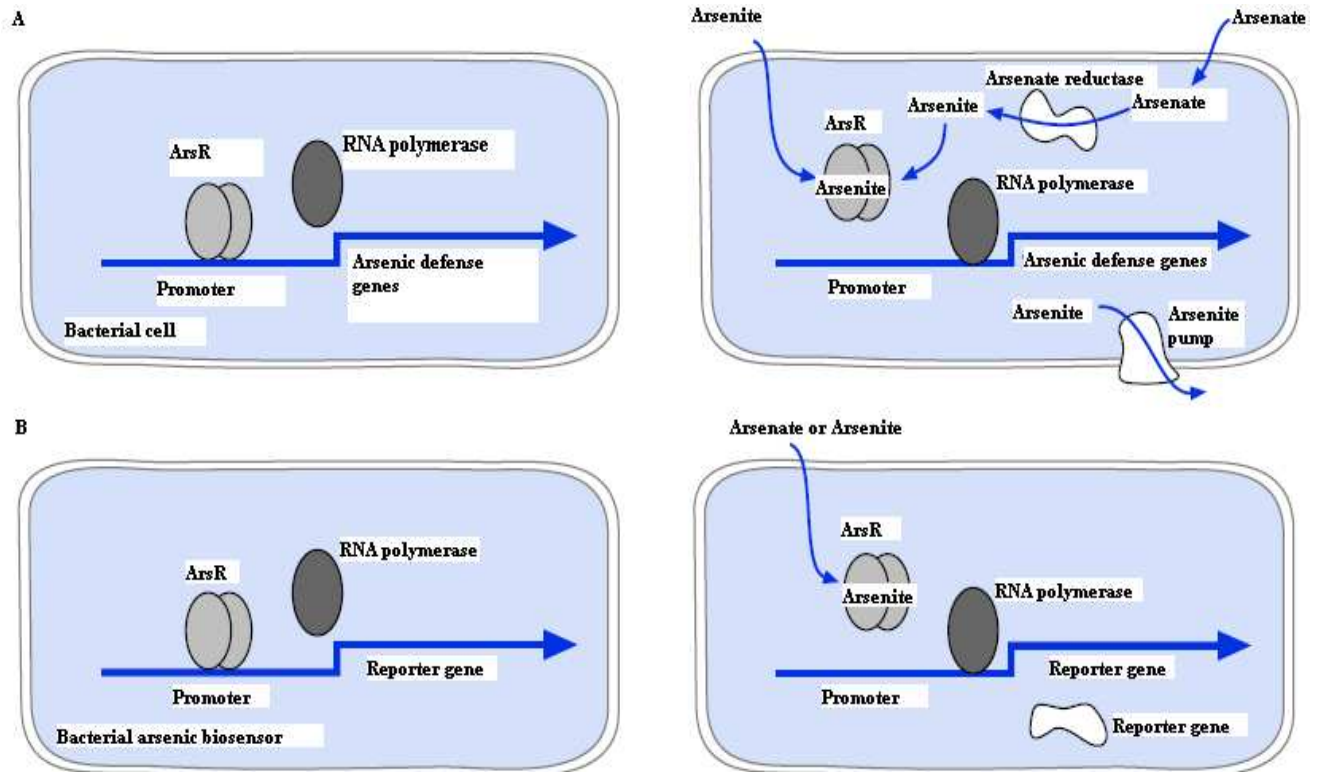 A
Arsenite
Arsenate
Arsenate reductase
Arsenate
Arsenite
ArsR
RNA polymerase
ArsR
Arsenite
RNA polymerase
Arsenic defense
genes
Promoter
Bacterial cell
Arsenic defense genes
Promoter
Arsenite
Arsenite
pump
B
Arsenate or Arsenite
ArsR
RNA polymerase
ArsR
Arsenite
RNA polymerase
Reporter gene
Promoter
Bacterial arsenic biosensor
Reporter gene
Promoter
Reporter gene